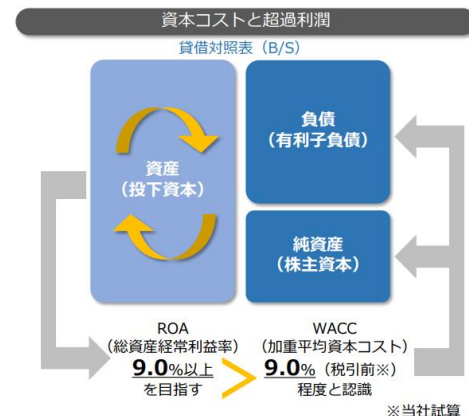 資本コストと超過利潤
貸借対照表（B/S）
資産
（投下資本）
負債
（有利子負債）
純資産
（株主資本）
ROA
（総資産経常利益率）
9.0%以上
を目指す
WACC
（加重平均資本コスト）
9.0%（税引前※）
程度と認識
※当社試算